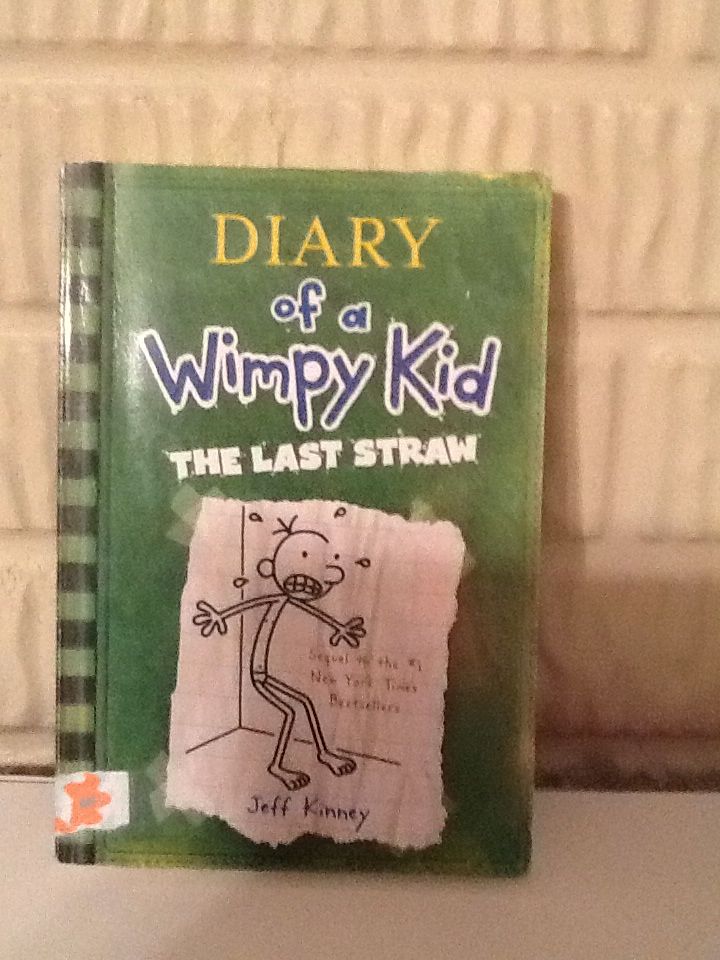 DIARY
of a
Wimpy Kid
THE LAST STRAW
Sequel to the #1
New York Times
Bestsellers
Jeff Kinney